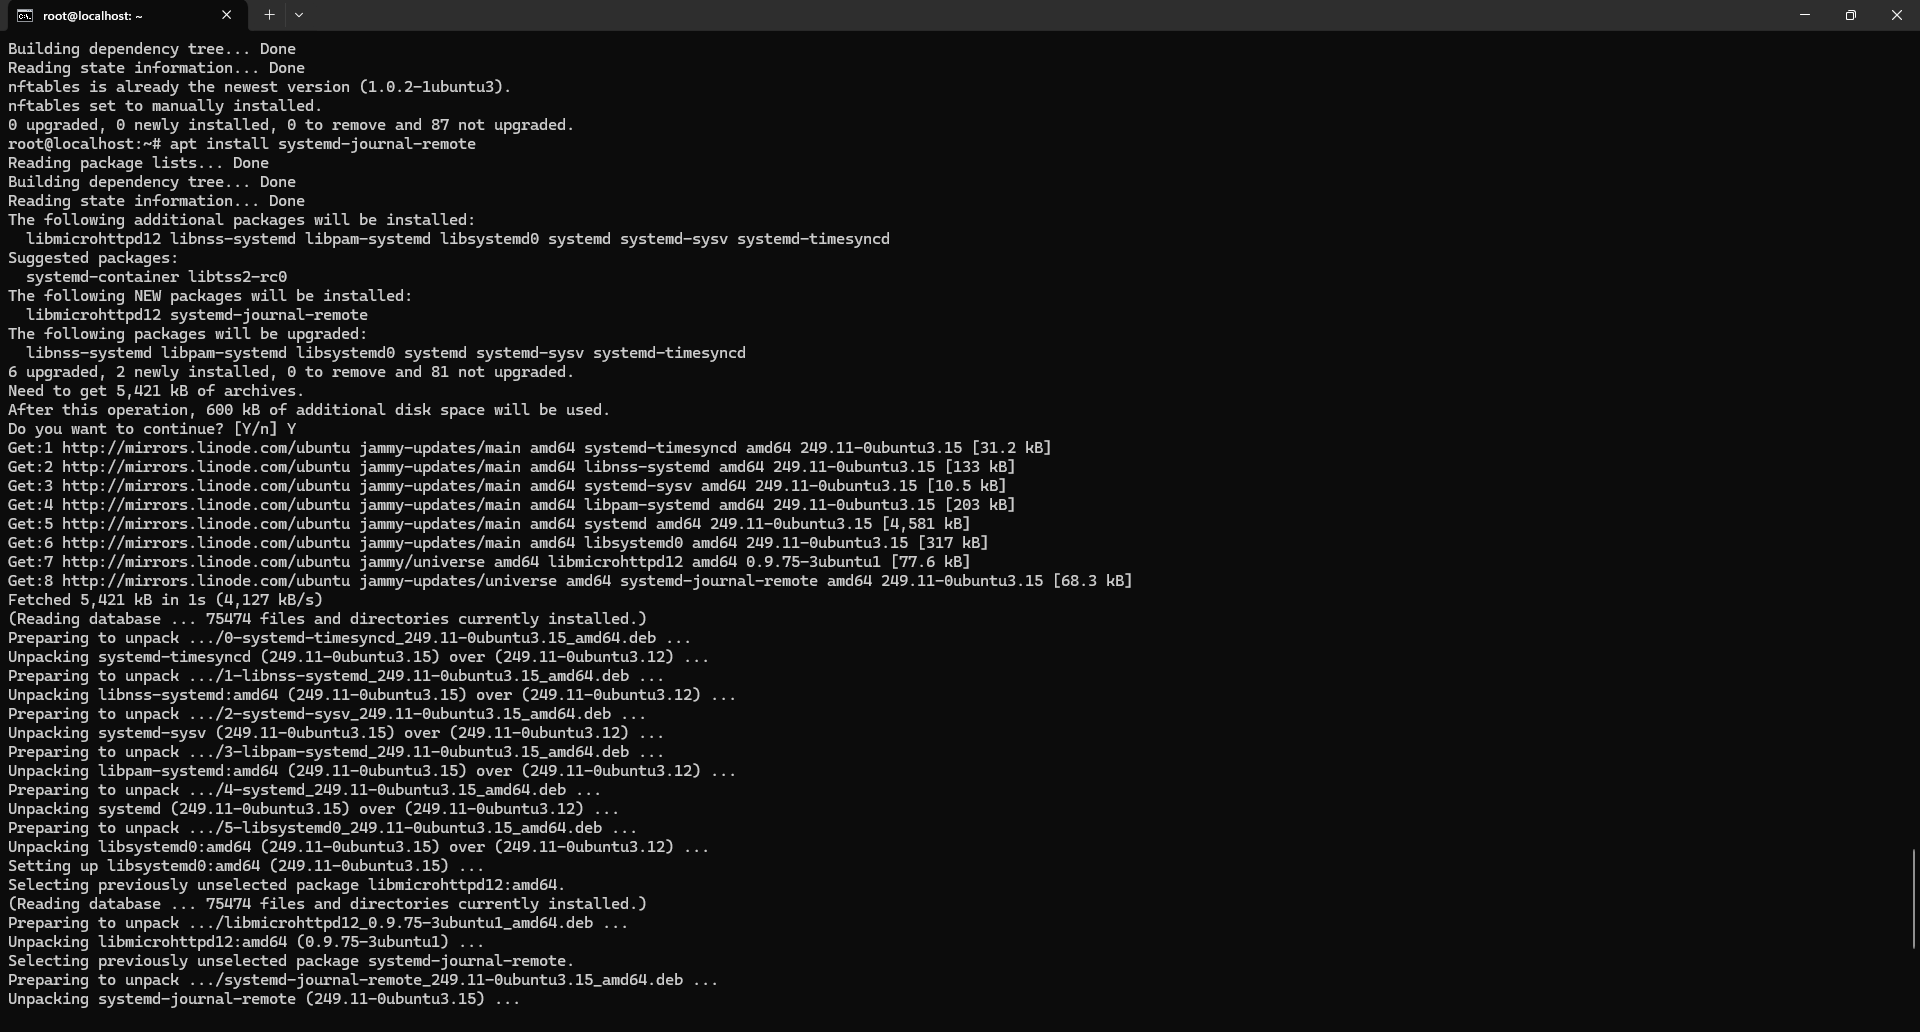 root@localhost: ~
Building dependency tree... Done
Reading state information... Done
nftables is already the newest version (1.0.2-1ubuntu3).
nftables set to manually installed.
0 upgraded, 0 newly installed, 0 to remove and 87 not upgraded.
root@localhost:~# apt install systemd-journal-remote
Reading package lists... Done
Building dependency tree... Done
Reading state information... Done
The following additional packages will be installed:
  libmicrohttpd12 libnss-systemd libpam-systemd libsystemd0 systemd systemd-sysv systemd-timesyncd
Suggested packages:
  systemd-container libtss2-rc0
The following NEW packages will be installed:
  libmicrohttpd12 systemd-journal-remote
The following packages will be upgraded:
  libnss-systemd libpam-systemd libsystemd0 systemd systemd-sysv systemd-timesyncd
6 upgraded, 2 newly installed, 0 to remove and 81 not upgraded.
Need to get 5,421 kB of archives.
After this operation, 600 kB of additional disk space will be used.
Do you want to continue? [Y/n] Y
Get:1 http://mirrors.linode.com/ubuntu jammy-updates/main amd64 systemd-timesyncd amd64 249.11-0ubuntu3.15 [31.2 kB]
Get:2 http://mirrors.linode.com/ubuntu jammy-updates/main amd64 libnss-systemd amd64 249.11-0ubuntu3.15 [133 kB]
Get:3 http://mirrors.linode.com/ubuntu jammy-updates/main amd64 systemd-sysv amd64 249.11-0ubuntu3.15 [10.5 kB]
Get:4 http://mirrors.linode.com/ubuntu jammy-updates/main amd64 libpam-systemd amd64 249.11-0ubuntu3.15 [203 kB]
Get:5 http://mirrors.linode.com/ubuntu jammy-updates/main amd64 systemd amd64 249.11-0ubuntu3.15 [4,581 kB]
Get:6 http://mirrors.linode.com/ubuntu jammy-updates/main amd64 libsystemd0 amd64 249.11-0ubuntu3.15 [317 kB]
Get:7 http://mirrors.linode.com/ubuntu jammy/universe amd64 libmicrohttpd12 amd64 0.9.75-3ubuntu1 [77.6 kB]
Get:8 http://mirrors.linode.com/ubuntu jammy-updates/universe amd64 systemd-journal-remote amd64 249.11-0ubuntu3.15 [68.3 kB]
Fetched 5,421 kB in 1s (4,127 kB/s)
(Reading database ... 75474 files and directories currently installed.)
Preparing to unpack .../0-systemd-timesyncd_249.11-0ubuntu3.15_amd64.deb ...
Unpacking systemd-timesyncd (249.11-0ubuntu3.15) over (249.11-0ubuntu3.12) ...
Preparing to unpack .../1-libnss-systemd_249.11-0ubuntu3.15_amd64.deb ...
Unpacking libnss-systemd:amd64 (249.11-0ubuntu3.15) over (249.11-0ubuntu3.12) ...
Preparing to unpack .../2-systemd-sysv_249.11-0ubuntu3.15_amd64.deb ...
Unpacking systemd-sysv (249.11-0ubuntu3.15) over (249.11-0ubuntu3.12) ...
Preparing to unpack .../3-libpam-systemd_249.11-0ubuntu3.15_amd64.deb ...
Unpacking libpam-systemd:amd64 (249.11-0ubuntu3.15) over (249.11-0ubuntu3.12) ...
Preparing to unpack .../4-systemd_249.11-0ubuntu3.15_amd64.deb ...
Unpacking systemd (249.11-0ubuntu3.15) over (249.11-0ubuntu3.12) ...
Preparing to unpack .../5-libsystemd0_249.11-0ubuntu3.15_amd64.deb ...
Unpacking libsystemd0:amd64 (249.11-0ubuntu3.15) over (249.11-0ubuntu3.12) ...
Setting up libsystemd0:amd64 (249.11-0ubuntu3.15) ...
Selecting previously unselected package libmicrohttpd12:amd64.
(Reading database ... 75474 files and directories currently installed.)
Preparing to unpack .../libmicrohttpd12_0.9.75-3ubuntu1_amd64.deb ...
Unpacking libmicrohttpd12:amd64 (0.9.75-3ubuntu1) ...
Selecting previously unselected package systemd-journal-remote.
Preparing to unpack .../systemd-journal-remote_249.11-0ubuntu3.15_amd64.deb ...
Unpacking systemd-journal-remote (249.11-0ubuntu3.15) ...